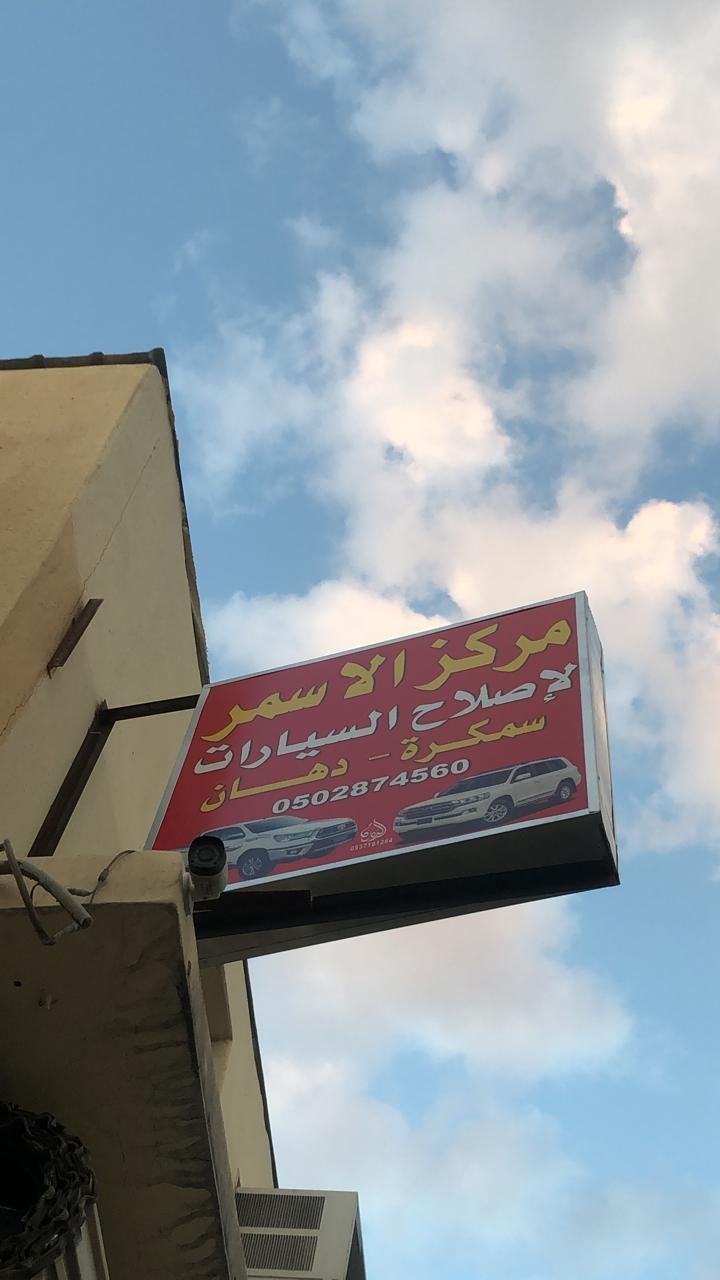 مركز الاسمر
لإصلاح السيارات
سمكرة - دهان
0502874560